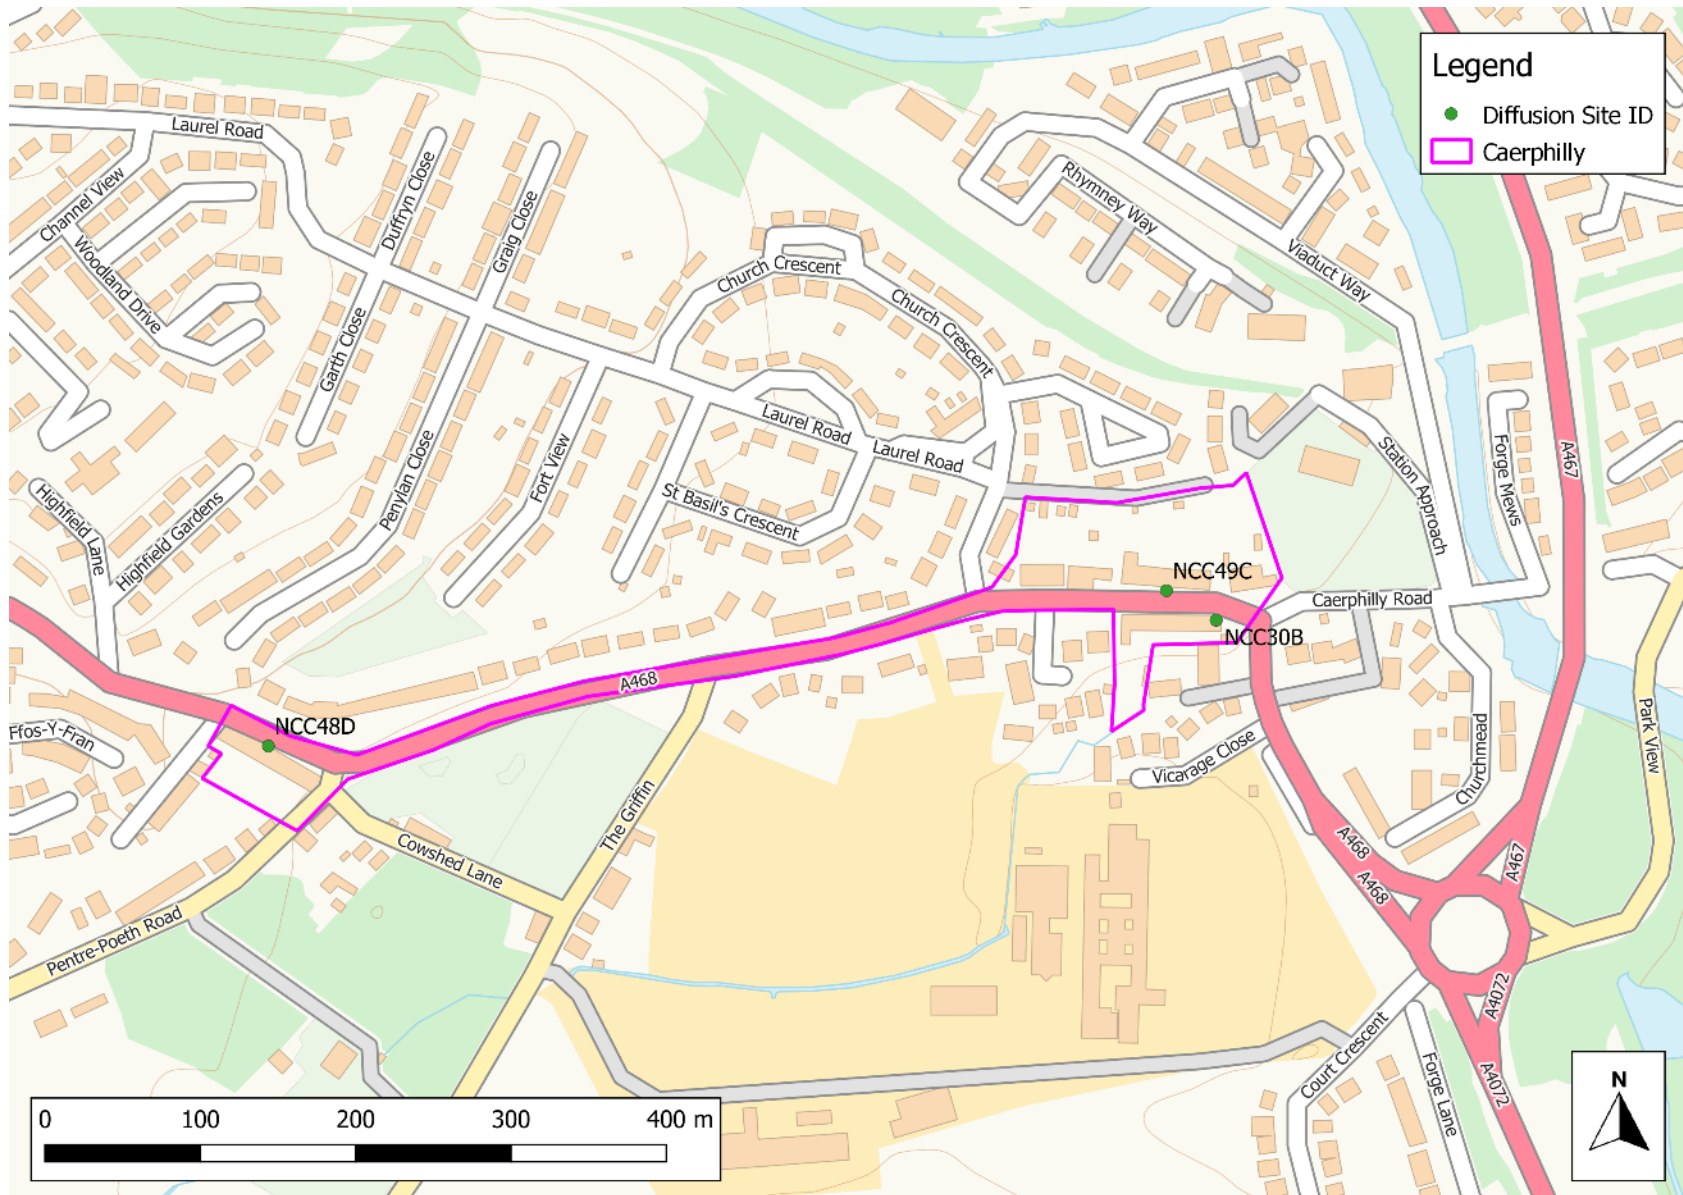 Legend
Diffusion Site ID
Caerphilly
Laurel Road
Channel View
Woodland Drive
Duffryn Close
Graig Close
Garth Close
Penylan Close
Fort View
Highfield Lane
Highfield Gardens
Church Crescent
Church Crescent
Laurel Road
Laurel Road
St Basil's Crescent
Rhymney Way
Viaduct Way
Station Approach
Forge Mews
A467
NCC49C
Caerphilly Road
NCC30B
A468
NCC48D
Ffos-Y-Fran
Vicarage Close
Churchmead
Park View
The Griffin
Cowshed Lane
Pentre-Poeth Road
A468
A468
A467
A4072
A4072
Court Crescent
Forge Lane
N
0 100 200 300 400 m